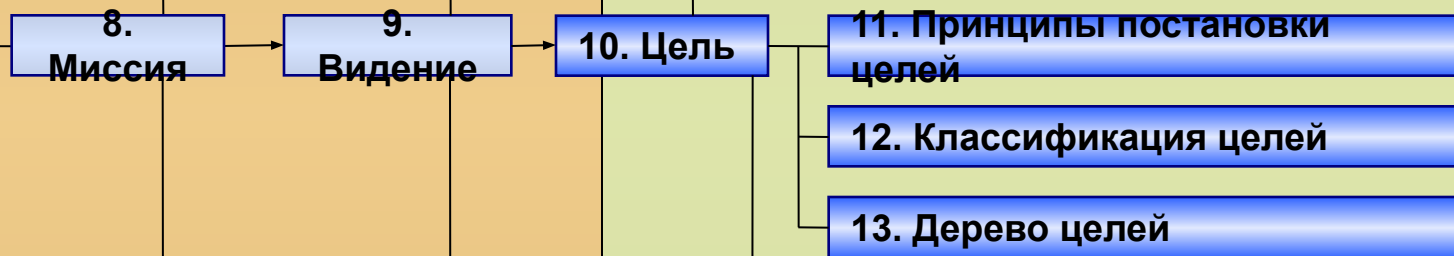 8.
Миссия
9.
Видение
10. Цель
11. Принципы постановки
целей
12. Классификация целей
13. Дерево целей